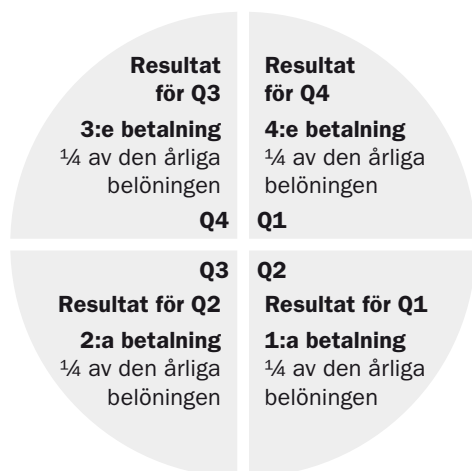 Resultat
för Q3
3:e betalning
¼ av den årliga
belöningen
Q4
Resultat
för Q4
4:e betalning
¼ av den årliga
belöningen
Q1
Q3
Resultat för Q2
2:a betalning
¼ av den årliga
belöningen
Q2
Resultat för Q1
1:a betalning
¼ av den årliga
belöningen